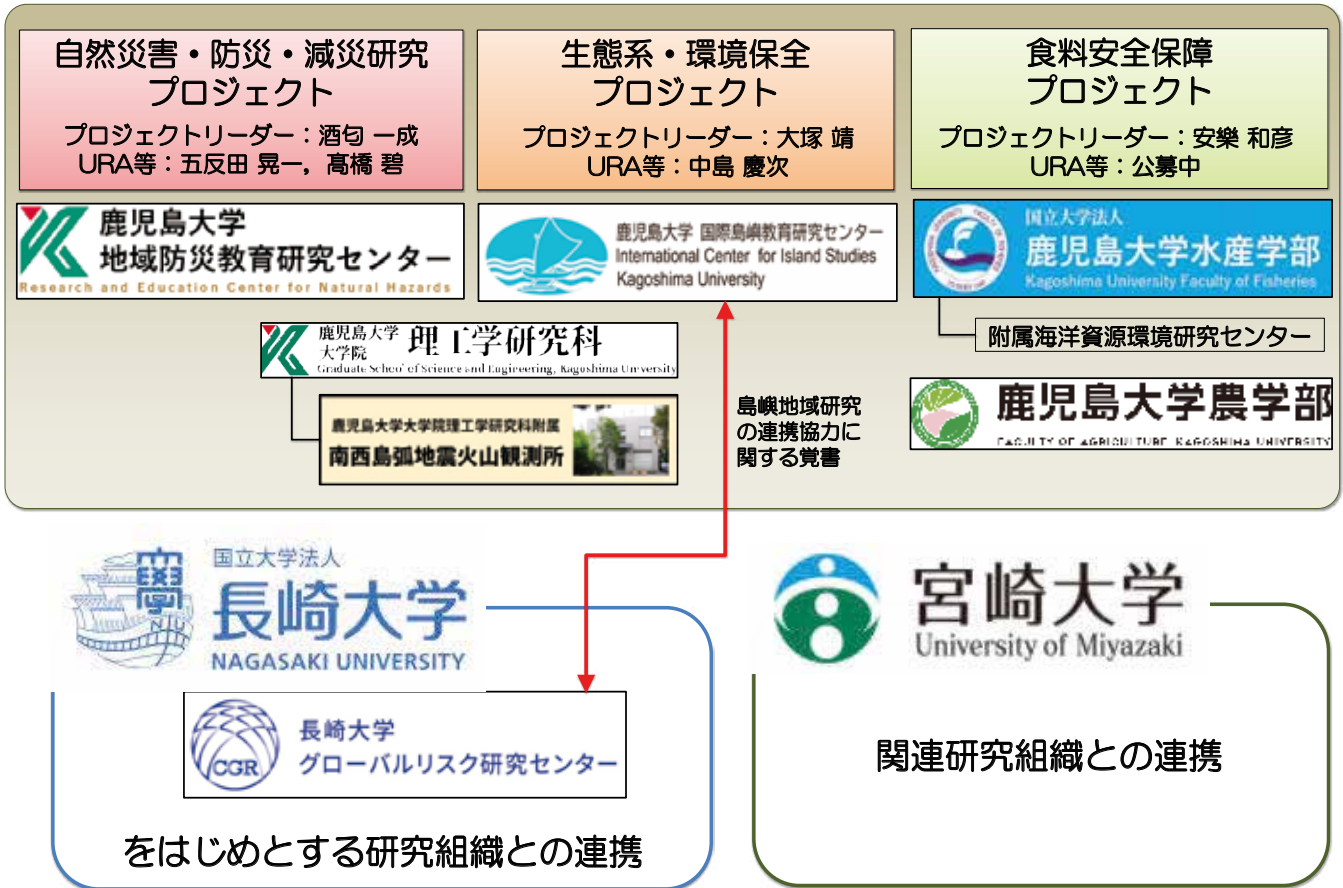 自然災害・防災・減災研究
プロジェクト
プロジェクトリーダー：酒匂 一成
URA等：五反田 晃一，髙橋 碧
生態系・環境保全
プロジェクト
プロジェクトリーダー：大塚 靖
URA等：中島 慶次
食料安全保障
プロジェクト
プロジェクトリーダー：安樂 和彦
URA等：公募中
鹿児島大学
地域防災教育研究センター
Research and Education Center for Natural Hazards
鹿児島大学 国際島嶼教育研究センター
International Center for Island Studies
Kagoshima University
国立大学法人
鹿児島大学水産学部
Kagoshima University Faculty of Fisheries
附属海洋資源環境研究センター
鹿児島大学
大学院
理工学研究科
Graduate School of Science and Engineering, Kagoshima University
鹿児島大学大学院理工学研究科附属
南西島弧地震火山観測所
島嶼地域研究
の連携協力に
関する覚書
鹿児島大学農学部
FACULTY OF AGRICULTURE KAGOSHIMA UNIVERSITY
國立大学法人
長崎大学
NAGASAKI UNIVERSITY
NJU
CGR
長崎大学
グローバルリスク研究センター
をはじめとする研究組織との連携
宮崎大学
University of Miyazaki
関連研究組織との連携